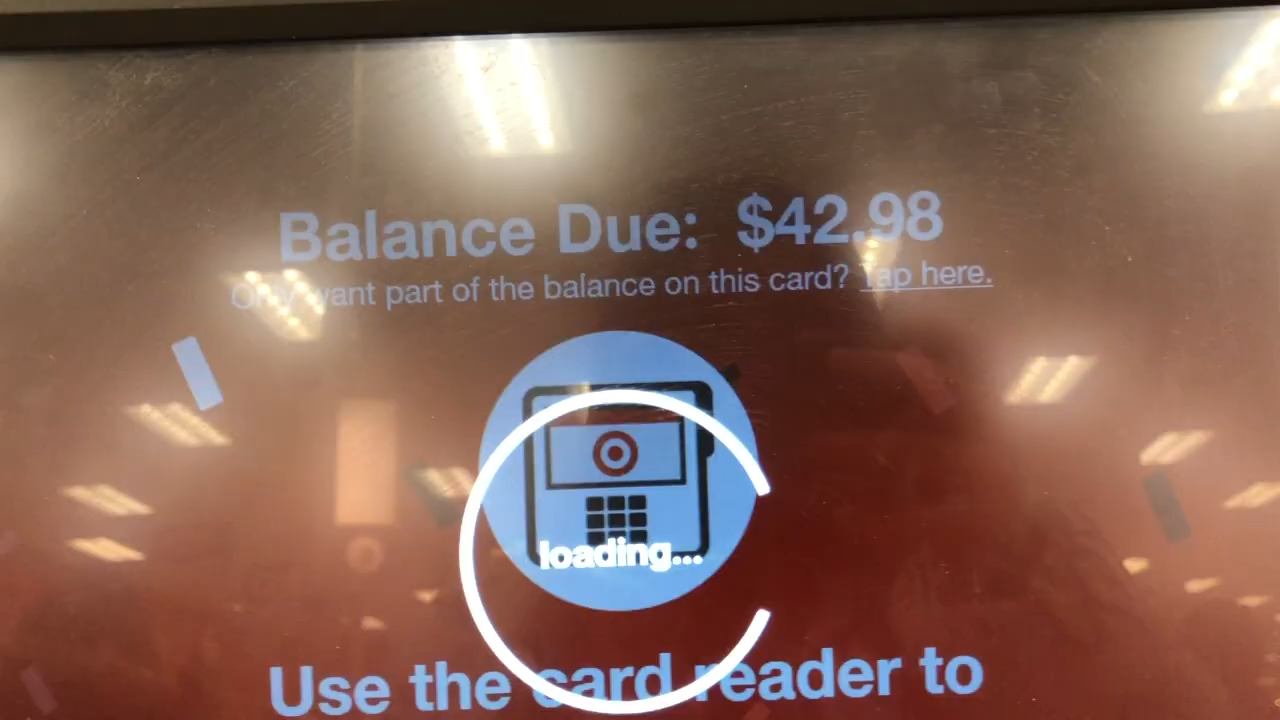 Balance Due: $42.98
Only want part of the balance on this card? Tap here.
loading...
Use the card reader to